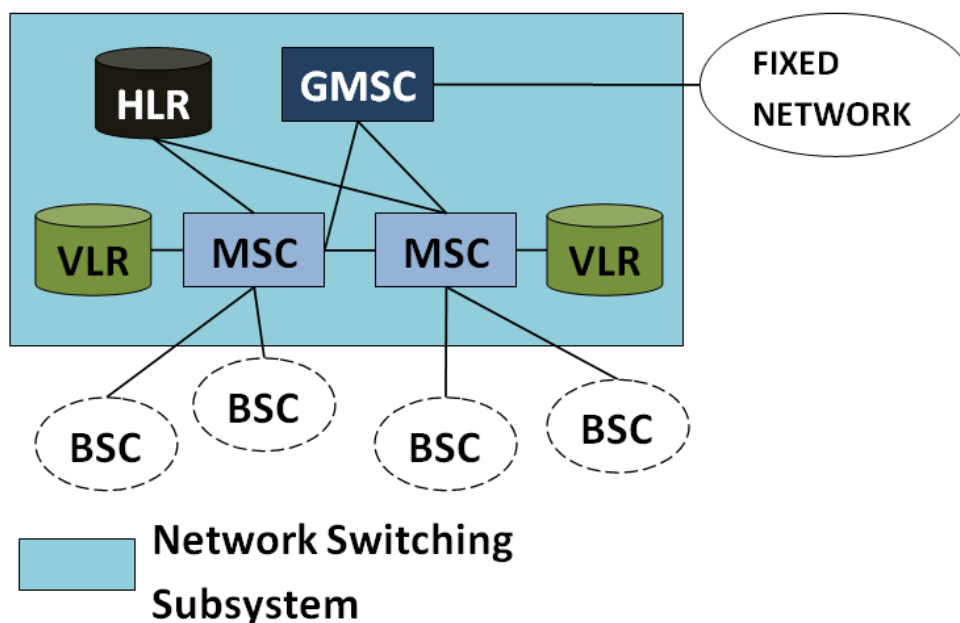 HLR
GMSC
FIXED
NETWORK
VLR
MSC
MSC
VLR
BSC
BSC
BSC
BSC
Network Switching
Subsystem